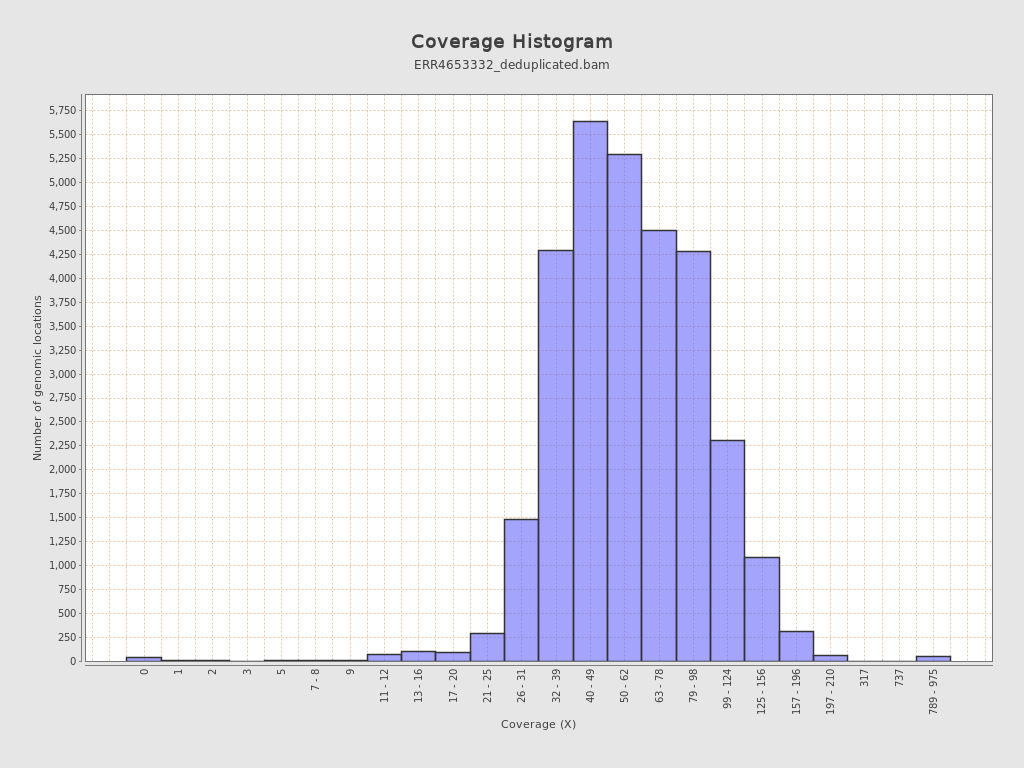 Coverage Histogram
ERR4653332_deduplicated.bam
Number of genomic locations
5,750
5,500
5,250
5,000
4,750
4,500
4,250
4,000
3,750
3,500
3,250
3,000
2,750
2,500
2,250
2,000
1,750
1,500
1,250
1,000
750
500
250
0
0
1
2
3
5
7 - 8
9
11 - 12
13 - 16
17 - 20
21 - 25
26 - 31
32 - 39
40 - 49
50 - 62
63 - 78
79 - 98
99 - 124
125 - 156
157 - 196
197 - 210
317
737
789 - 975
Coverage (X)